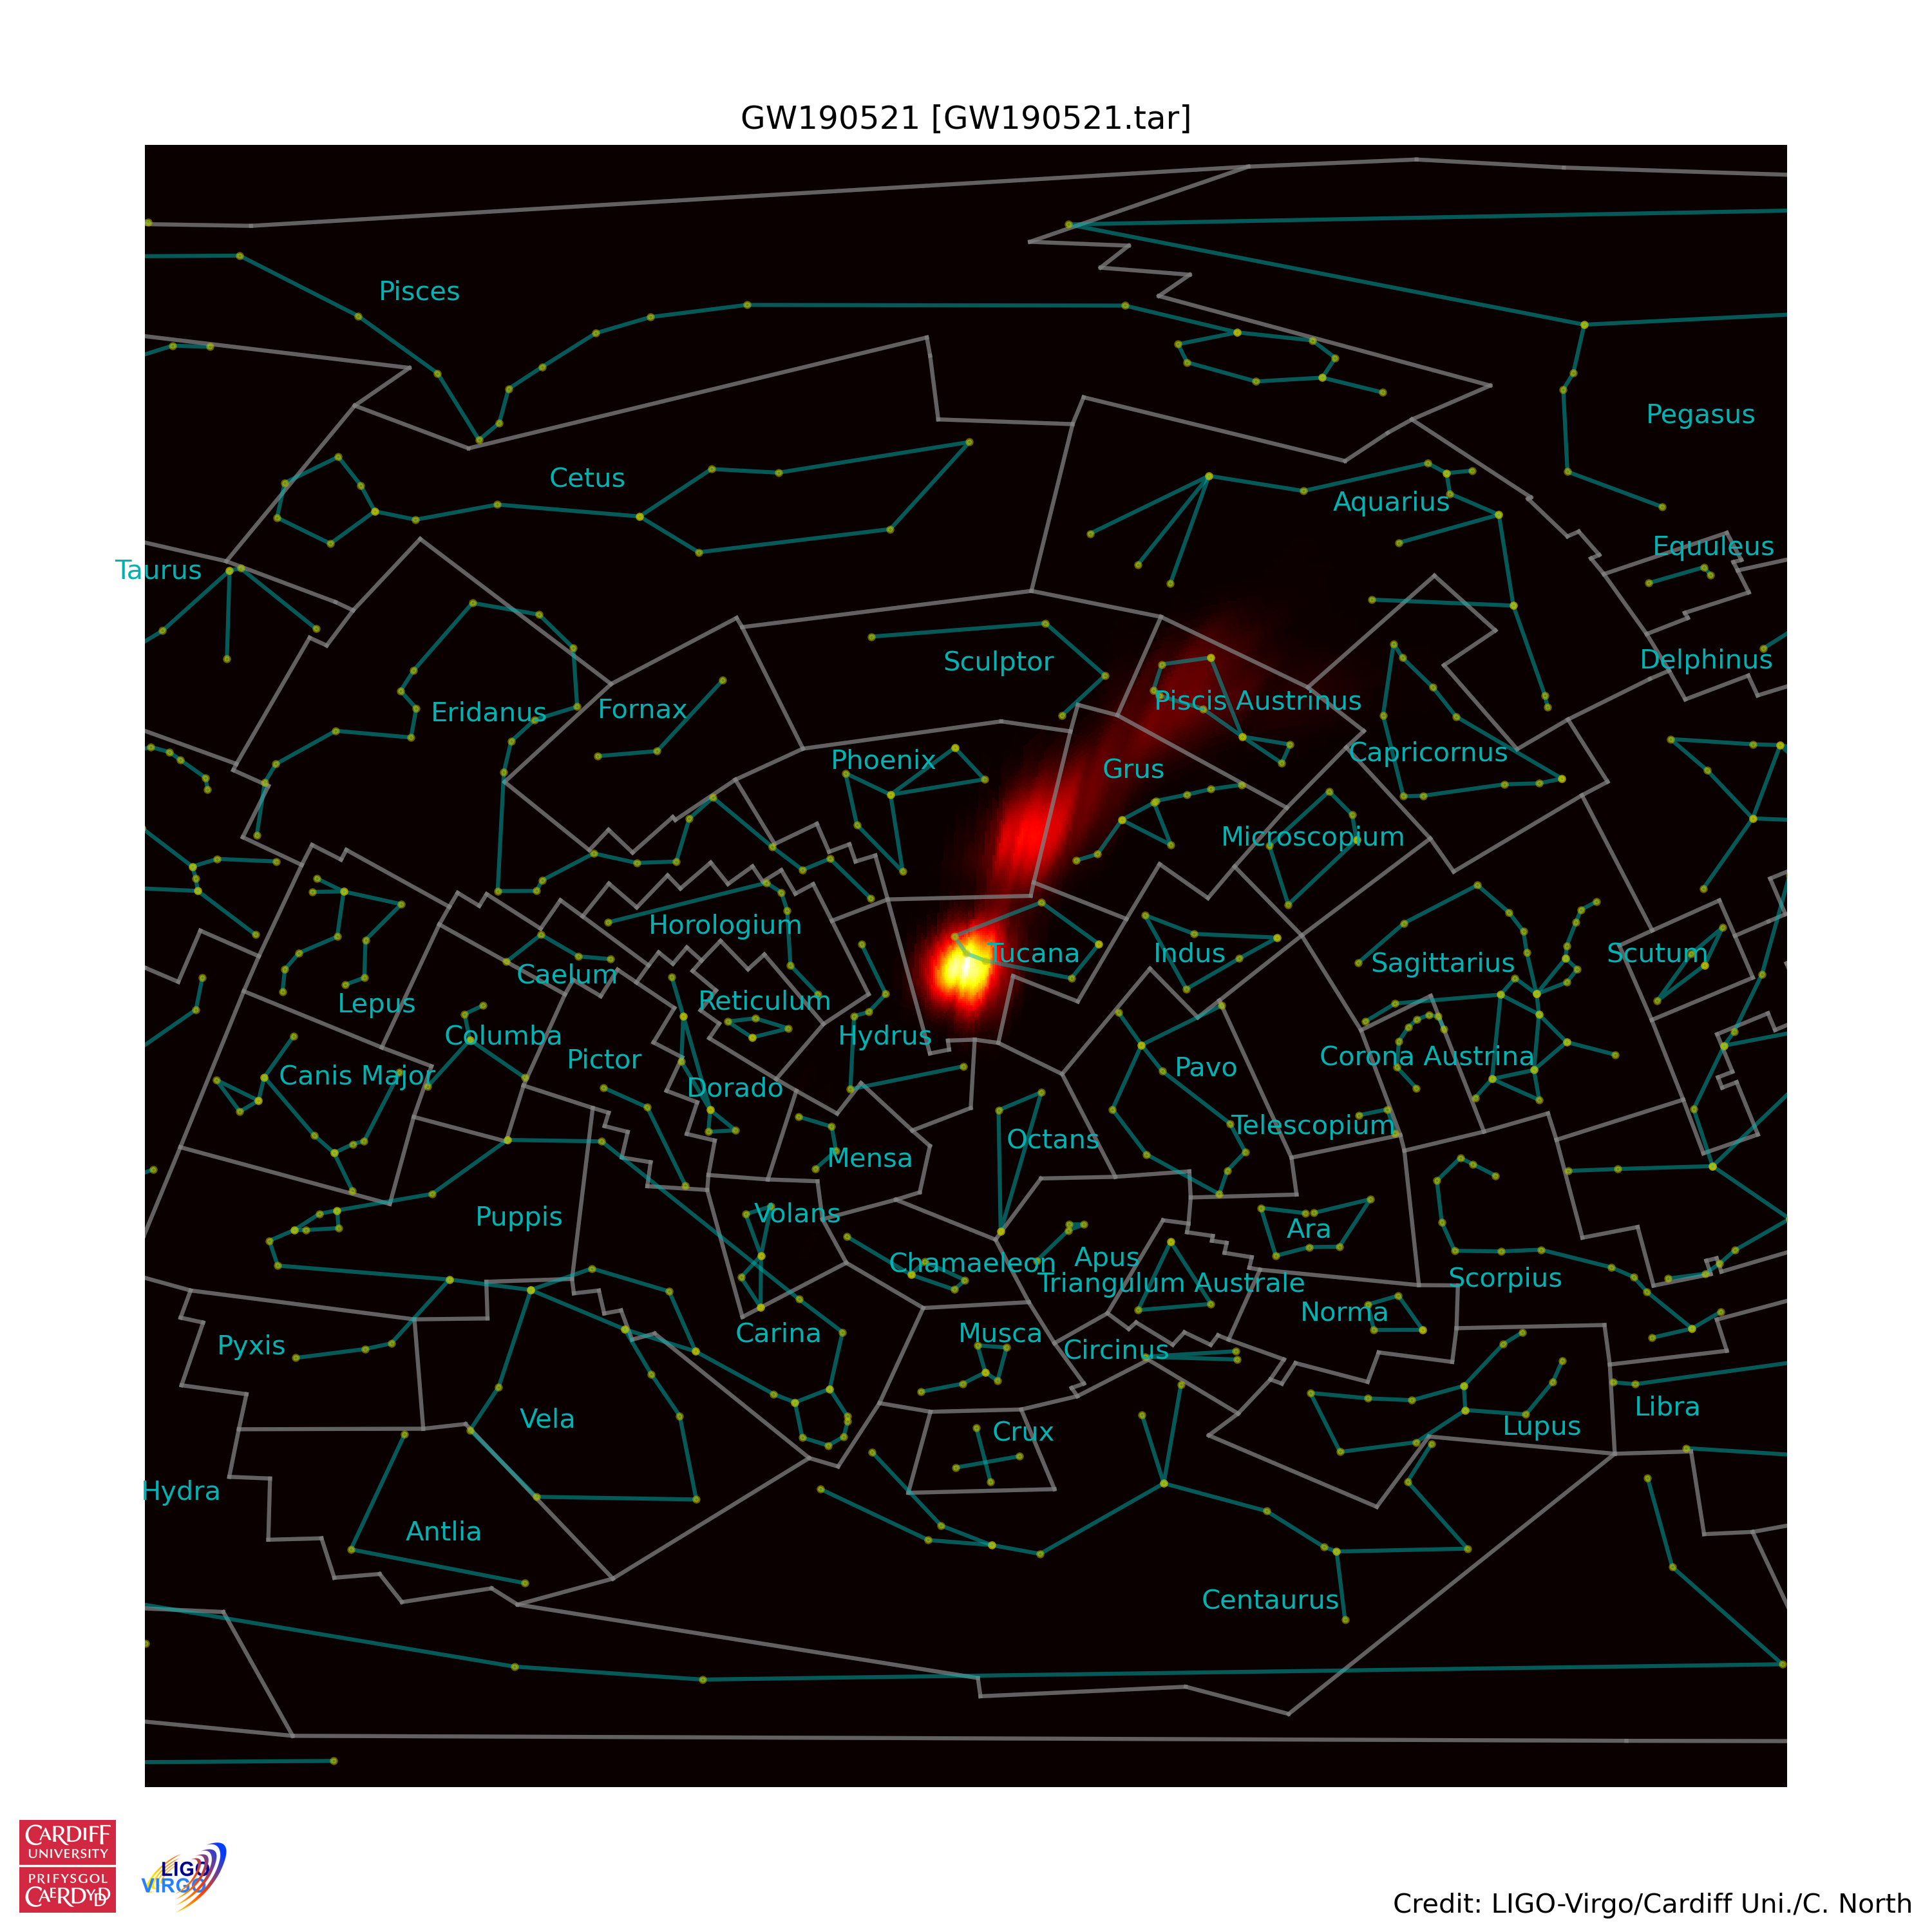 GW190521 [GW190521.tar]
Pisces
Pegasus
Cetus
Aquarius
Equuleus
Taurus
Sculptor
Delphinus
Piscis Austrinus
Eridanus
Fornax
Capricornus
Phoenix
Grus
Microscopium
Horologium
Tucana
Indus
Sagittarius
Scutum
Caelum
Lepus
Reticulum
Columba
Hydrus
Pictor
Corona Austrina
Canis Major
Pavo
Dorado
Telescopium
Octans
Mensa
Puppis
Volans
Ara
Apus
Chamaeleon
Scorpius
Triangulum Australe
Norma
Carina
Musca
Pyxis
Circinus
Libra
Vela
Lupus
Crux
Hydra
Antlia
Centaurus
CARDIFF
UNIVERSITY
PRIFYSGOL
CAERDYDD
LIGO
VIRGO
Credit: LIGO-Virgo/Cardiff Uni./C. North